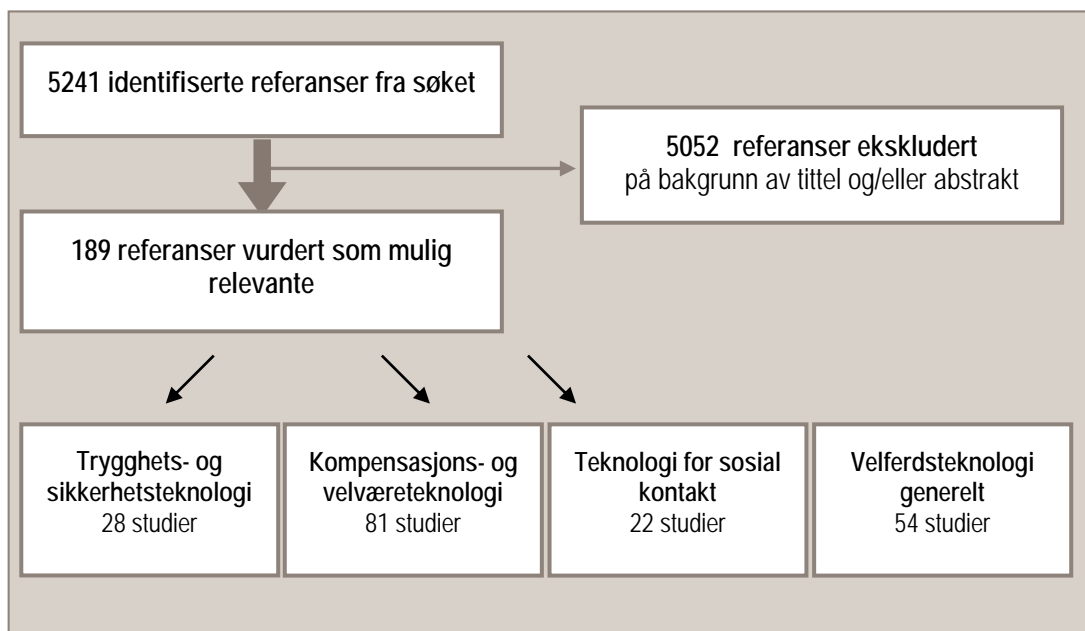 5241 identifiserte referanser fra søket
5052 referanser ekskludert
på bakgrunn av tittel og/eller abstrakt
189 referanser vurdert som mulig
relevante
Trygghets- og
sikkerhetsteknologi
28 studier
Kompensasjons- og
velværeteknologi
81 studier
Teknologi for sosial
kontakt
22 studier
Velferdsteknologi
generelt
54 studier